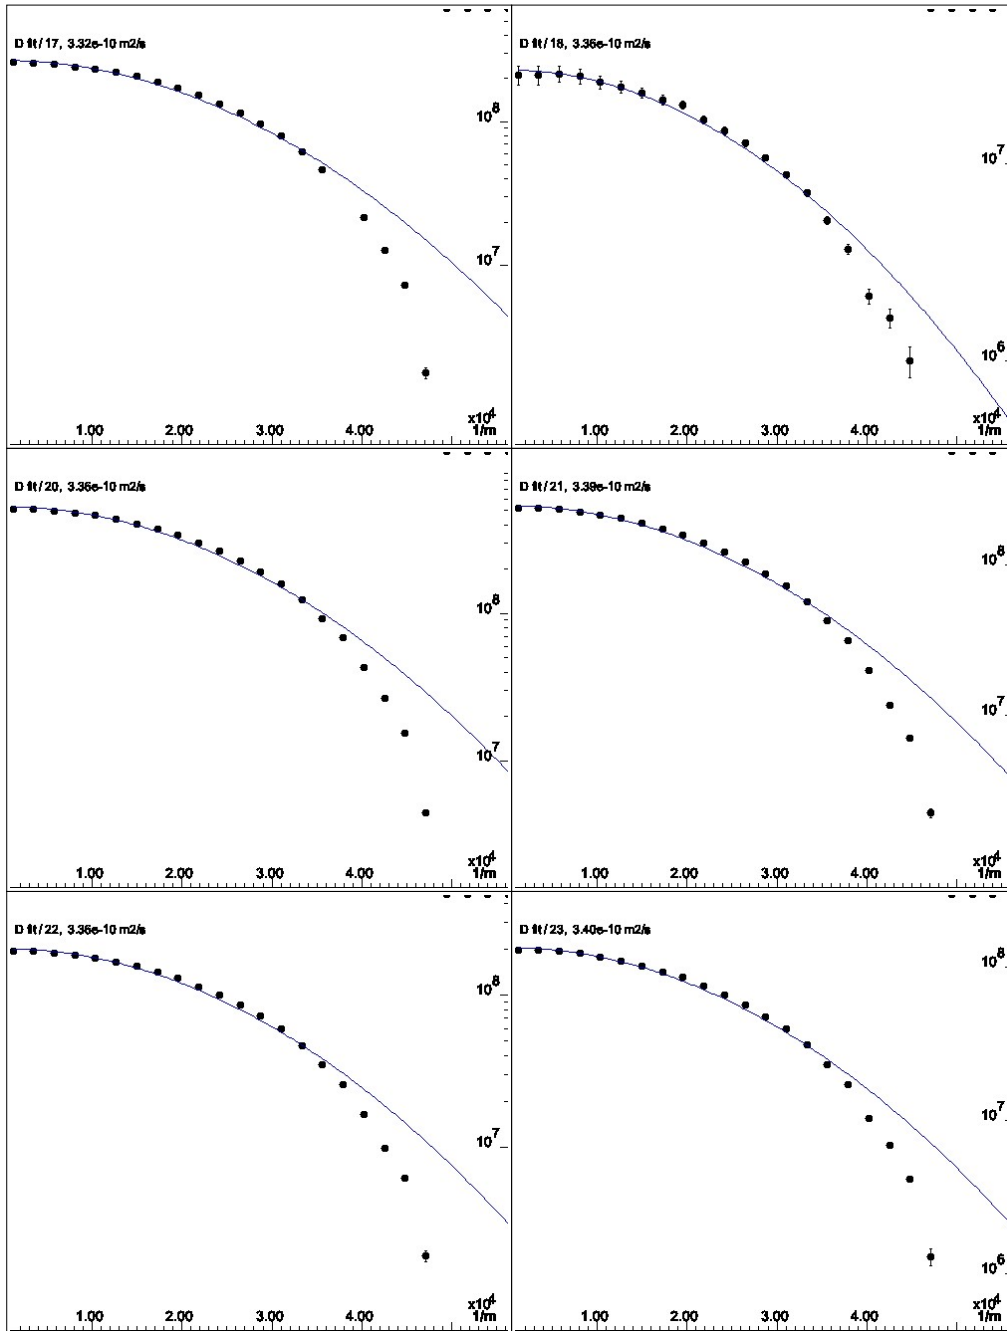 D fit / 17, 3.32e-10 m2/s
10^8
10^7
x10^4
1.00 2.00 3.00 4.00 1/m
D fit / 18, 3.36e-10 m2/s
10^7
10^6
x10^4
1.00 2.00 3.00 4.00 1/m
D fit / 20, 3.36e-10 m2/s
10^8
10^7
x10^4
1.00 2.00 3.00 4.00 1/m
D fit / 21, 3.39e-10 m2/s
10^8
10^7
x10^4
1.00 2.00 3.00 4.00 1/m
D fit / 22, 3.36e-10 m2/s
10^8
10^7
x10^4
1.00 2.00 3.00 4.00 1/m
D fit / 23, 3.40e-10 m2/s
10^8
10^7
10^6
x10^4
1.00 2.00 3.00 4.00 1/m